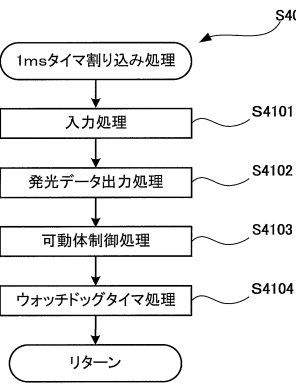 S40
1msタイマ割り込み処理
入力処理
S4101
発光データ出力処理
S4102
可動体制御処理
S4103
ウォッチドッグタイマ処理
S4104
リターン